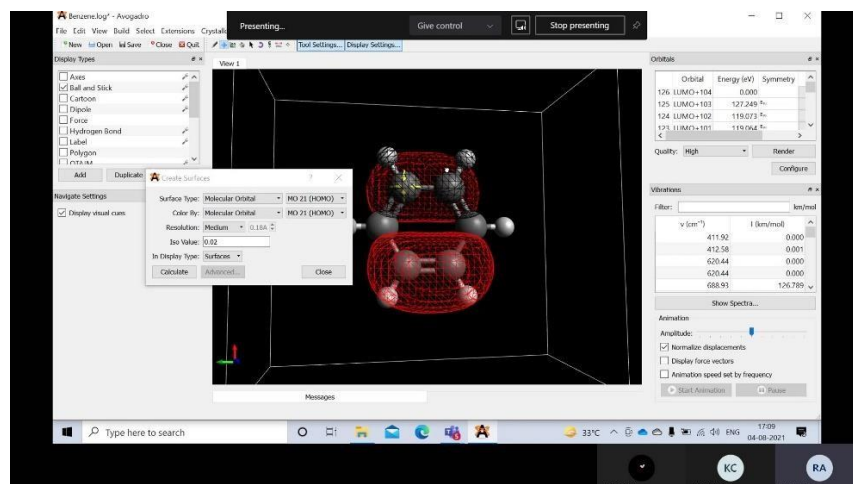 Benzene.log* - Avogadro
File Edit View Build Select Extensions Crystallo
Presenting...
Give control
Stop presenting
New Open Save Close Quit
Tool Settings... Display Settings...
Display Types
Axes
Ball and Stick
Cartoon
Dipole
Force
Hydrogen Bond
Label
Polygon
QTAIM
Add Duplicate
Navigate Settings
Display visual cues
View 1
Create Surfaces
Surface Type: Molecular Orbital MO 21 (HOMO)
Color By: Molecular Orbital MO 21 (HOMO)
Resolution: Medium 0.18Å
Iso Value: 0.02
In Display Type: Surfaces
Calculate Advanced... Close
Messages
Orbitals
Orbital Energy (eV) Symmetry
126 LUMO+104 0.000
125 LUMO+103 127.249
124 LUMO+102 119.073
123 LUMO+101 119.064
Quality: High Render
Configure
Vibrations
Filter: km/mol
ν (cm⁻¹) I (km/mol)
411.92 0.000
412.58 0.001
620.44 0.000
620.44 0.000
688.93 126.789
Show Spectra...
Animation
Amplitude:
Normalize displacements
Display force vectors
Animation speed set by frequency
Start Animation Pause
Type here to search
33°C
ENG
17:09
04-08-2021
KC
RA